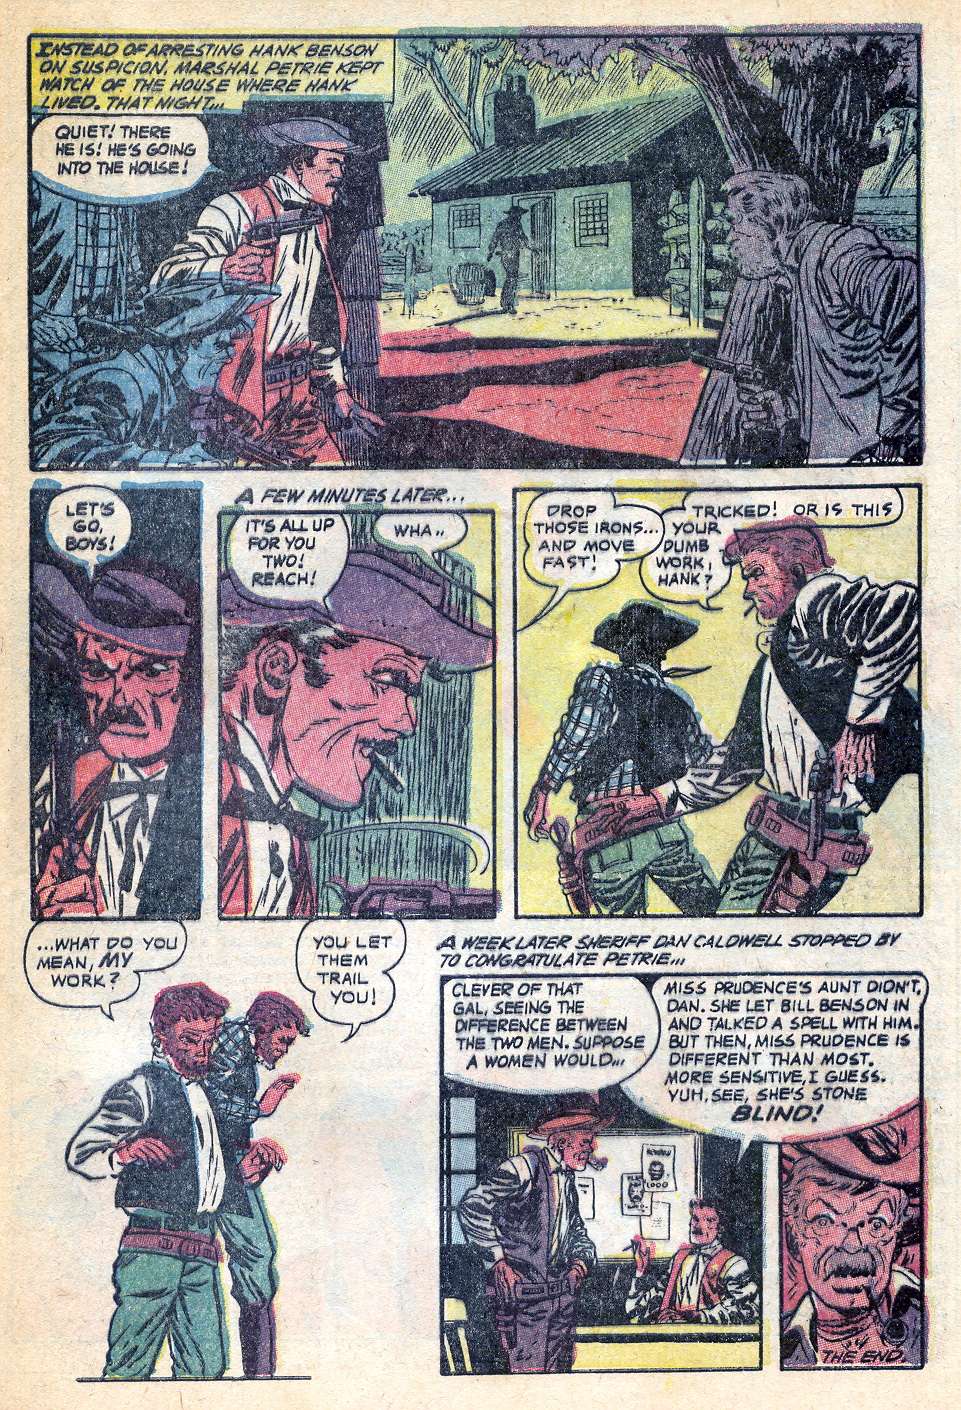 INSTEAD OF ARRESTING HANK BENSON
ON SUSPICION, MARSHAL PETRIE KEPT
WATCH OF THE HOUSE WHERE HANK
LIVED. THAT NIGHT...
QUIET! THERE
HE IS! HE'S GOING
INTO THE HOUSE!
LET'S
GO,
BOYS!
A FEW MINUTES LATER...
IT'S ALL UP
FOR YOU
TWO!
REACH!
WHA..
DROP
THOSE IRONS...
AND MOVE
FAST!
TRICKED! OR IS THIS
YOUR
DUMB
WORK,
HANK?
...WHAT DO YOU
MEAN, MY
WORK?
YOU LET
THEM
TRAIL
YOU!
A WEEK LATER SHERIFF DAN CALDWELL STOPPED BY
TO CONGRATULATE PETRIE...
CLEVER OF THAT
GAL, SEEING THE
DIFFERENCE BETWEEN
THE TWO MEN. SUPPOSE
A WOMEN WOULD...
MISS PRUDENCE'S AUNT DIDN'T,
DAN. SHE LET BILL BENSON IN
AND TALKED A SPELL WITH HIM.
BUT THEN, MISS PRUDENCE IS
DIFFERENT THAN MOST.
MORE SENSITIVE, I GUESS.
YUH, SEE, SHE'S STONE
BLIND!
1000
THE END.